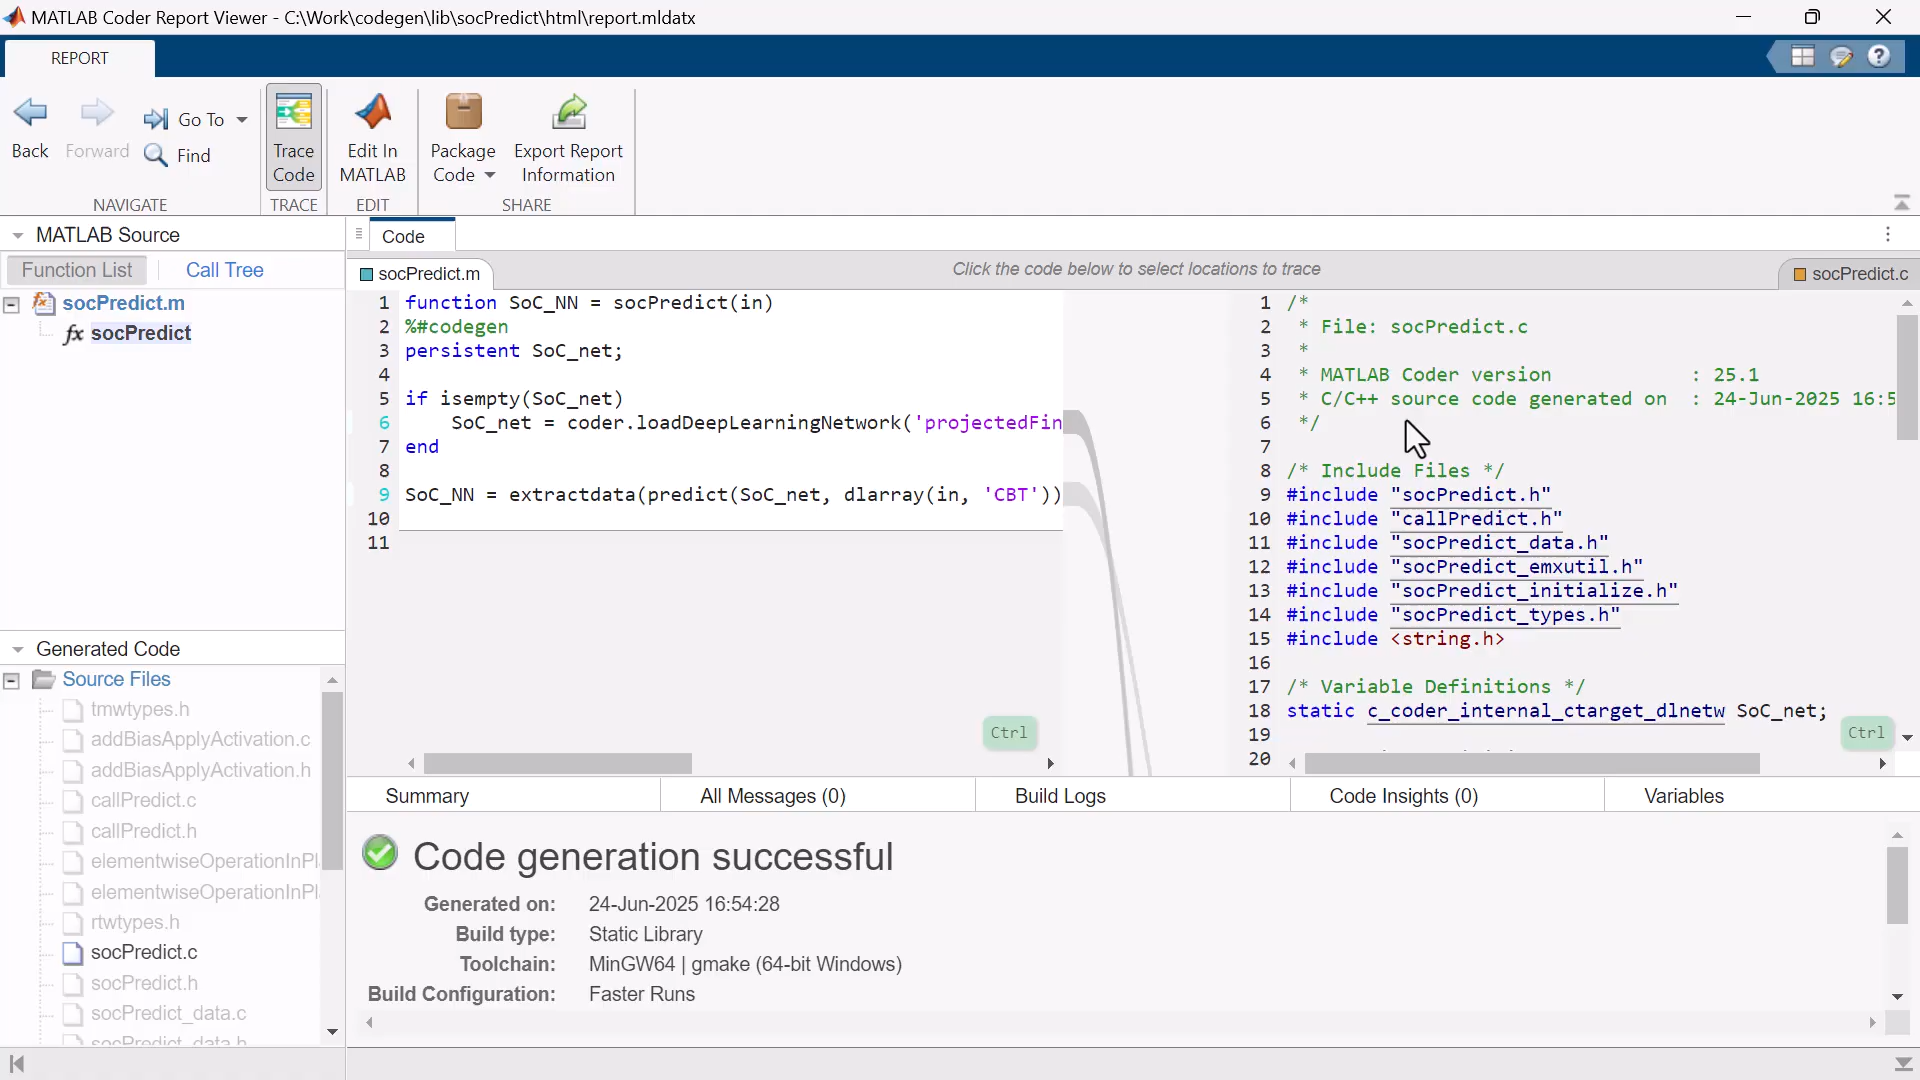 MATLAB Coder Report Viewer - C:\Work\codegen\lib\socPredict\html\report.mldatx
REPORT
Back
Forward
Go To
Find
Trace Code
Edit In MATLAB
Package Code
Export Report Information
NAVIGATE
TRACE
EDIT
SHARE
MATLAB Source
Function List
Call Tree
socPredict.m
fx socPredict
Generated Code
Source Files
tmwtypes.h
addBiasApplyActivation.c
addBiasApplyActivation.h
callPredict.c
callPredict.h
elementwiseOperationInPl
elementwiseOperationInPl
rtwtypes.h
socPredict.c
socPredict.h
socPredict_data.c
socPredict_data.h
Code
socPredict.m
Click the code below to select locations to trace
socPredict.c
1 function SoC_NN = socPredict(in)
2 %#codegen
3 persistent SoC_net;
4
5 if isempty(SoC_net)
6 SoC_net = coder.loadDeepLearningNetwork('projectedFin
7 end
8
9 SoC_NN = extractdata(predict(SoC_net, dlarray(in, 'CBT'))
10
11
Ctrl
1 /*
2 * File: socPredict.c
3 *
4 * MATLAB Coder version : 25.1
5 * C/C++ source code generated on : 24-Jun-2025 16:5
6 */
7
8 /* Include Files */
9 #include "socPredict.h"
10 #include "callPredict.h"
11 #include "socPredict_data.h"
12 #include "socPredict_emxutil.h"
13 #include "socPredict_initialize.h"
14 #include "socPredict_types.h"
15 #include <string.h>
16
17 /* Variable Definitions */
18 static c_coder_internal_ctarget_dlnetw SoC_net;
19
20
Ctrl
Summary
All Messages (0)
Build Logs
Code Insights (0)
Variables
Code generation successful
Generated on: 24-Jun-2025 16:54:28
Build type: Static Library
Toolchain: MinGW64 | gmake (64-bit Windows)
Build Configuration: Faster Runs